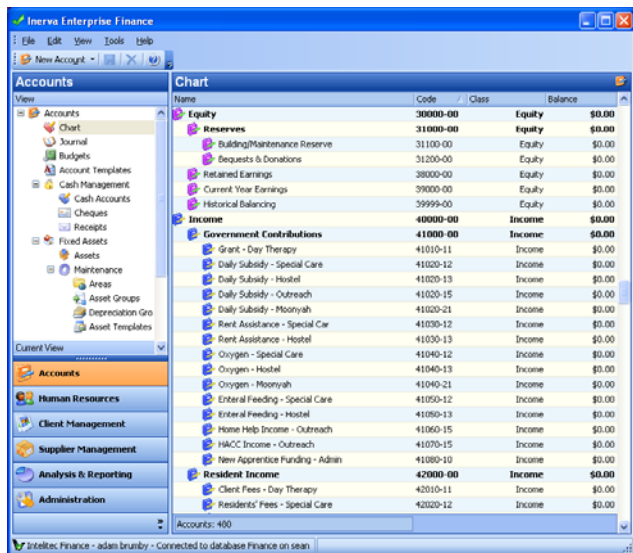 Inerva Enterprise Finance
File Edit View Tools Help
New Account
Accounts
View
Accounts
Chart
Journal
Budgets
Account Templates
Cash Management
Cash Accounts
Cheques
Receipts
Fixed Assets
Assets
Maintenance
Areas
Asset Groups
Depreciation Gro
Asset Templates
Current View
Accounts
Human Resources
Client Management
Supplier Management
Analysis & Reporting
Administration
Chart
Name Code Class Balance
Equity 30000-00 Equity $0.00
Reserves 31000-00 Equity $0.00
Building/Maintenance Reserve 31100-00 Equity $0.00
Bequests & Donations 31200-00 Equity $0.00
Retained Earnings 38000-00 Equity $0.00
Current Year Earnings 39000-00 Equity $0.00
Historical Balancing 39999-00 Equity $0.00
Income 40000-00 Income $0.00
Government Contributions 41000-00 Income $0.00
Grant - Day Therapy 41010-11 Income $0.00
Daily Subsidy - Special Care 41020-12 Income $0.00
Daily Subsidy - Hostel 41020-13 Income $0.00
Daily Subsidy - Outreach 41020-15 Income $0.00
Daily Subsidy - Moonyah 41020-21 Income $0.00
Rent Assistance - Special Car 41030-12 Income $0.00
Rent Assistance - Hostel 41030-13 Income $0.00
Oxygen - Special Care 41040-12 Income $0.00
Oxygen - Hostel 41040-13 Income $0.00
Oxygen - Moonyah 41040-21 Income $0.00
Enteral Feeding - Special Care 41050-12 Income $0.00
Enteral Feeding - Hostel 41050-13 Income $0.00
Home Help Income - Outreach 41060-15 Income $0.00
HACC Income - Outreach 41070-15 Income $0.00
New Apprentice Funding - Admin 41080-10 Income $0.00
Resident Income 42000-00 Income $0.00
Client Fees - Day Therapy 42010-11 Income $0.00
Residents' Fees - Special Care 42020-12 Income $0.00
Accounts: 400
Intelitec Finance - adam brumby - Connected to database Finance on sean